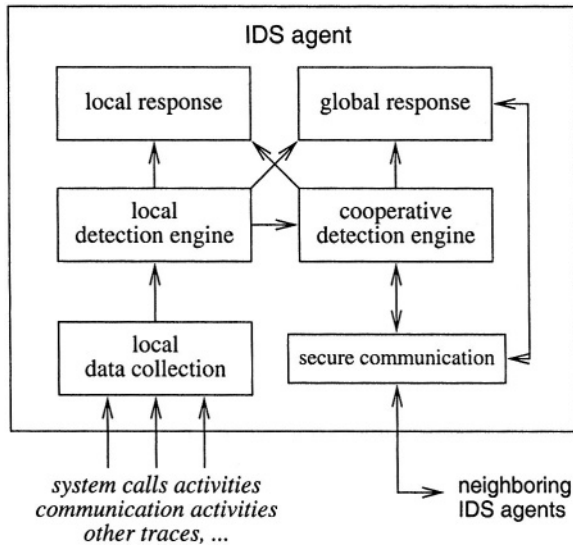 IDS agent
local response
global response
local
detection engine
cooperative
detection engine
local
data collection
secure communication
system calls activities
communication activities
other traces, ...
neighboring
IDS agents